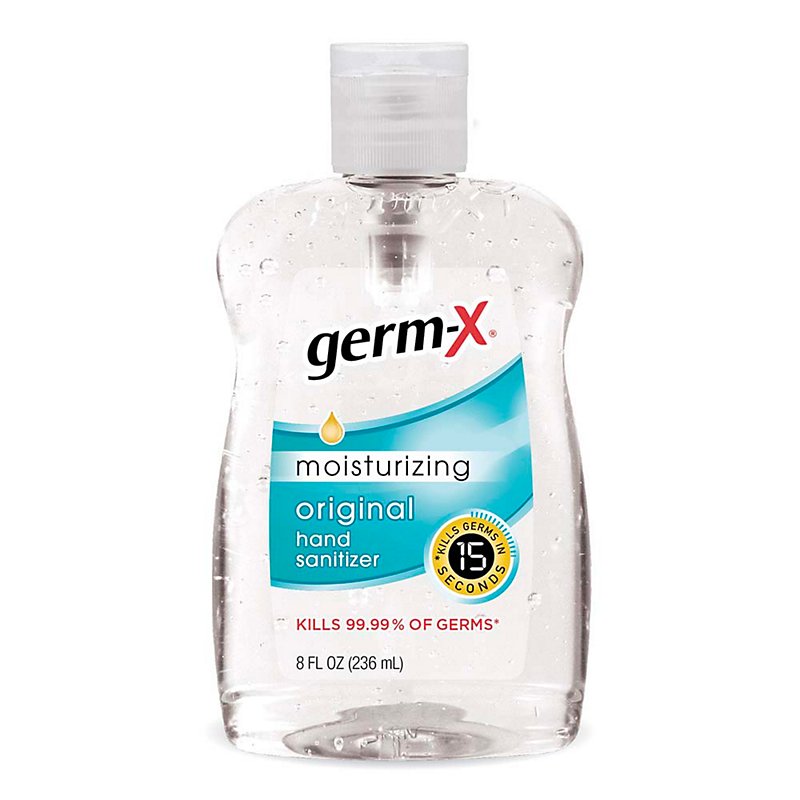 germ-X®
moisturizing
original
hand
sanitizer
*KILLS GERMS IN
15
SECONDS
KILLS 99.99% OF GERMS*
8 FL OZ (236 mL)